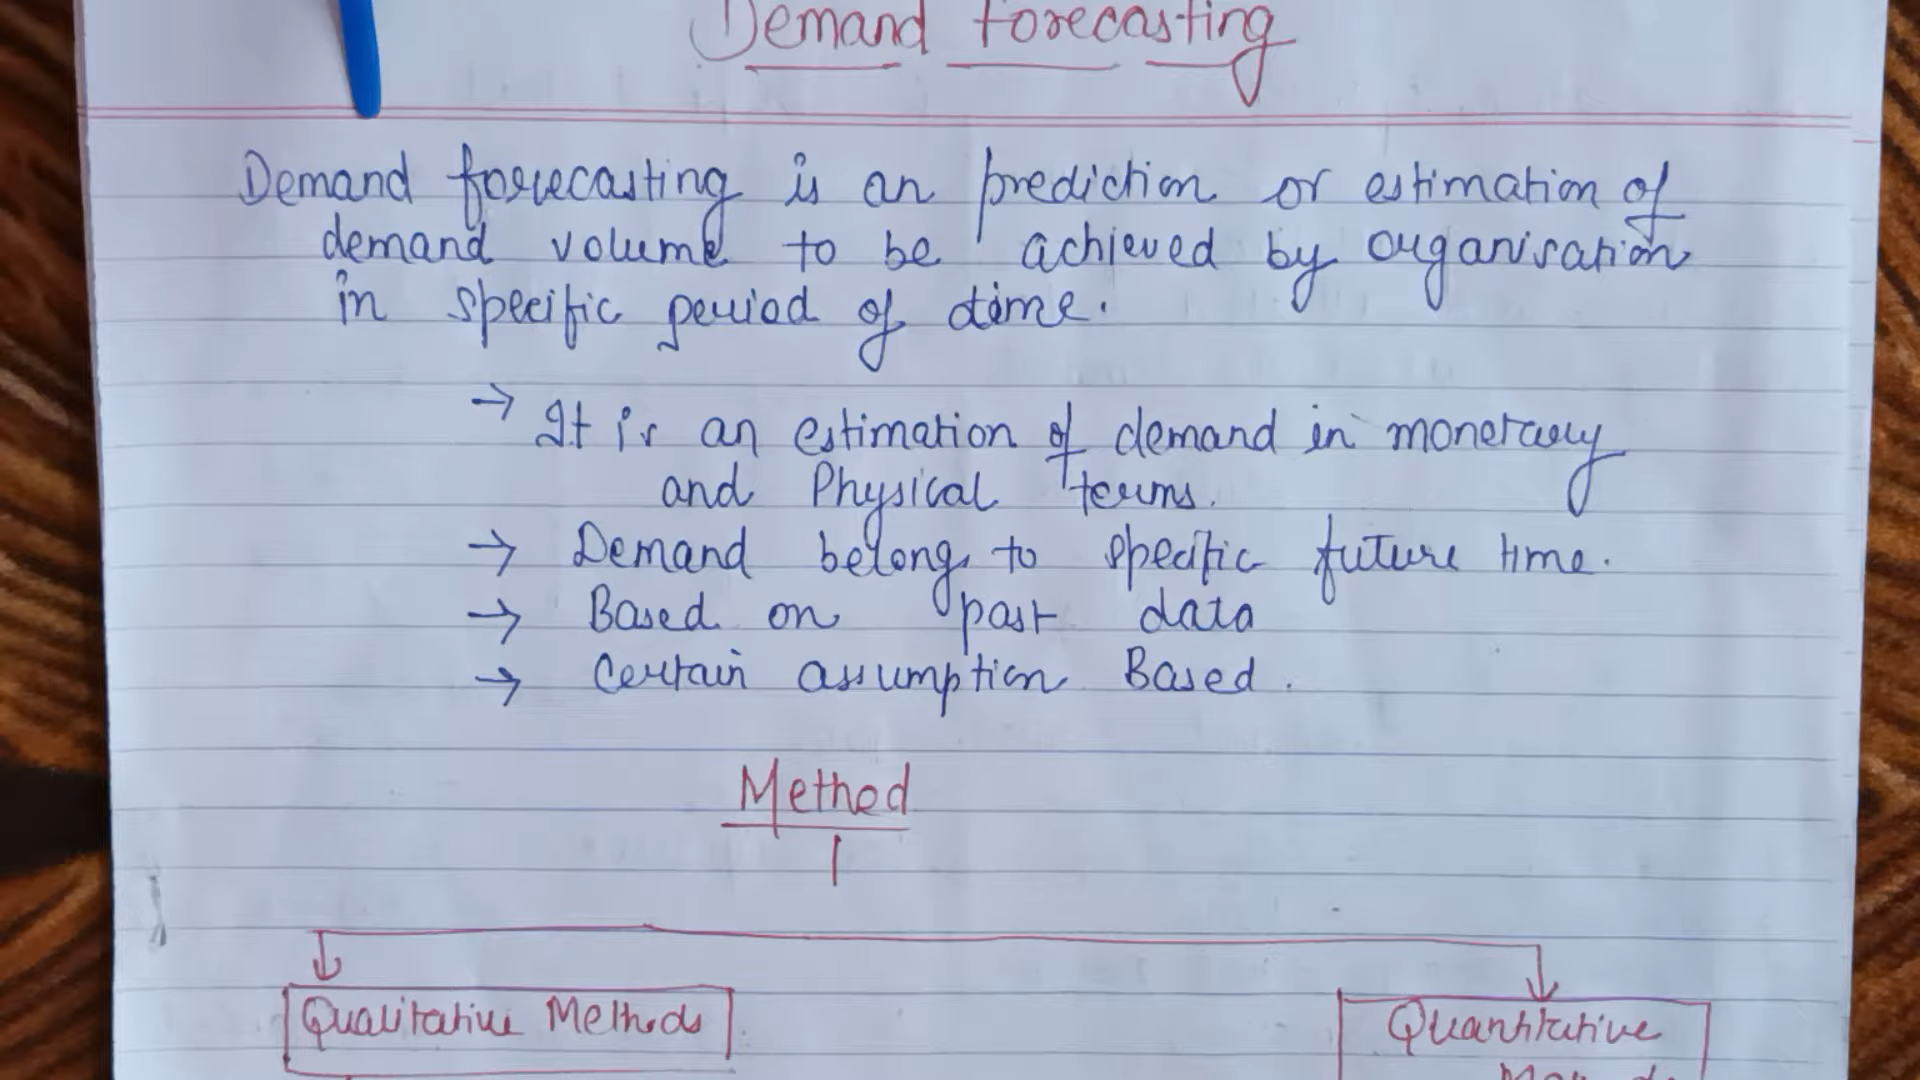 Demand forecasting
Demand forecasting is an prediction or estimation of
demand volume to be achieved by organisation
in specific period of time.
→ It is an estimation of demand in monetary
and Physical terms.
→ Demand belong to specific future time.
→ Based on past data
→ Certain assumption Based.
Method
Qualitative Methods
Quantitative